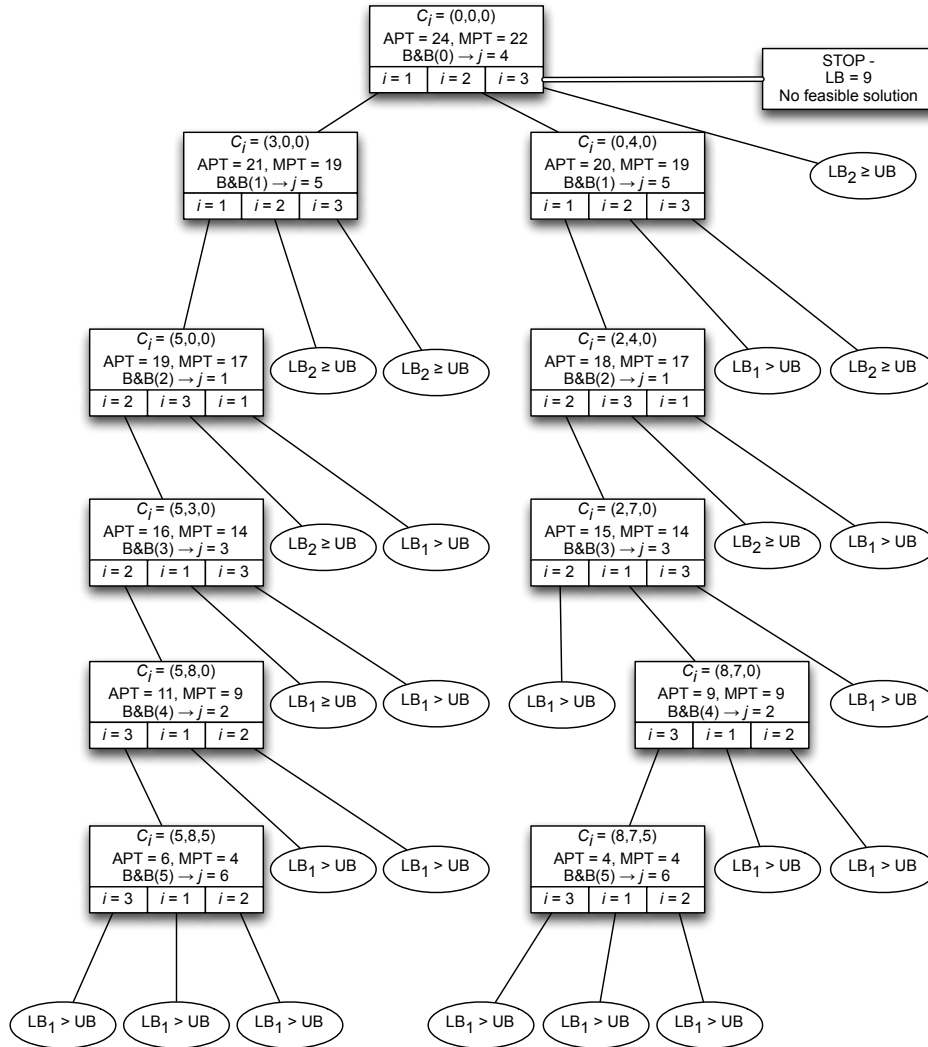 C_i = (0,0,0)
APT = 24, MPT = 22
B&B(0) → j = 4
i = 1 i = 2 i = 3
STOP -
LB = 9
No feasible solution
C_i = (3,0,0)
APT = 21, MPT = 19
B&B(1) → j = 5
i = 1 i = 2 i = 3
C_i = (0,4,0)
APT = 20, MPT = 19
B&B(1) → j = 5
i = 1 i = 2 i = 3
LB_2 ≥ UB
C_i = (5,0,0)
APT = 19, MPT = 17
B&B(2) → j = 1
i = 2 i = 3 i = 1
LB_2 ≥ UB
LB_2 ≥ UB
C_i = (2,4,0)
APT = 18, MPT = 17
B&B(2) → j = 1
i = 2 i = 3 i = 1
LB_1 > UB
LB_2 ≥ UB
C_i = (5,3,0)
APT = 16, MPT = 14
B&B(3) → j = 3
i = 2 i = 1 i = 3
LB_2 ≥ UB
LB_1 > UB
C_i = (2,7,0)
APT = 15, MPT = 14
B&B(3) → j = 3
i = 2 i = 1 i = 3
LB_2 ≥ UB
LB_1 > UB
C_i = (5,8,0)
APT = 11, MPT = 9
B&B(4) → j = 2
i = 3 i = 1 i = 2
LB_1 ≥ UB
LB_1 > UB
LB_1 > UB
C_i = (8,7,0)
APT = 9, MPT = 9
B&B(4) → j = 2
i = 3 i = 1 i = 2
LB_1 > UB
C_i = (5,8,5)
APT = 6, MPT = 4
B&B(5) → j = 6
i = 3 i = 1 i = 2
LB_1 > UB
LB_1 > UB
C_i = (8,7,5)
APT = 4, MPT = 4
B&B(5) → j = 6
i = 3 i = 1 i = 2
LB_1 > UB
LB_1 > UB
LB_1 > UB
LB_1 > UB
LB_1 > UB
LB_1 > UB
LB_1 > UB
LB_1 > UB